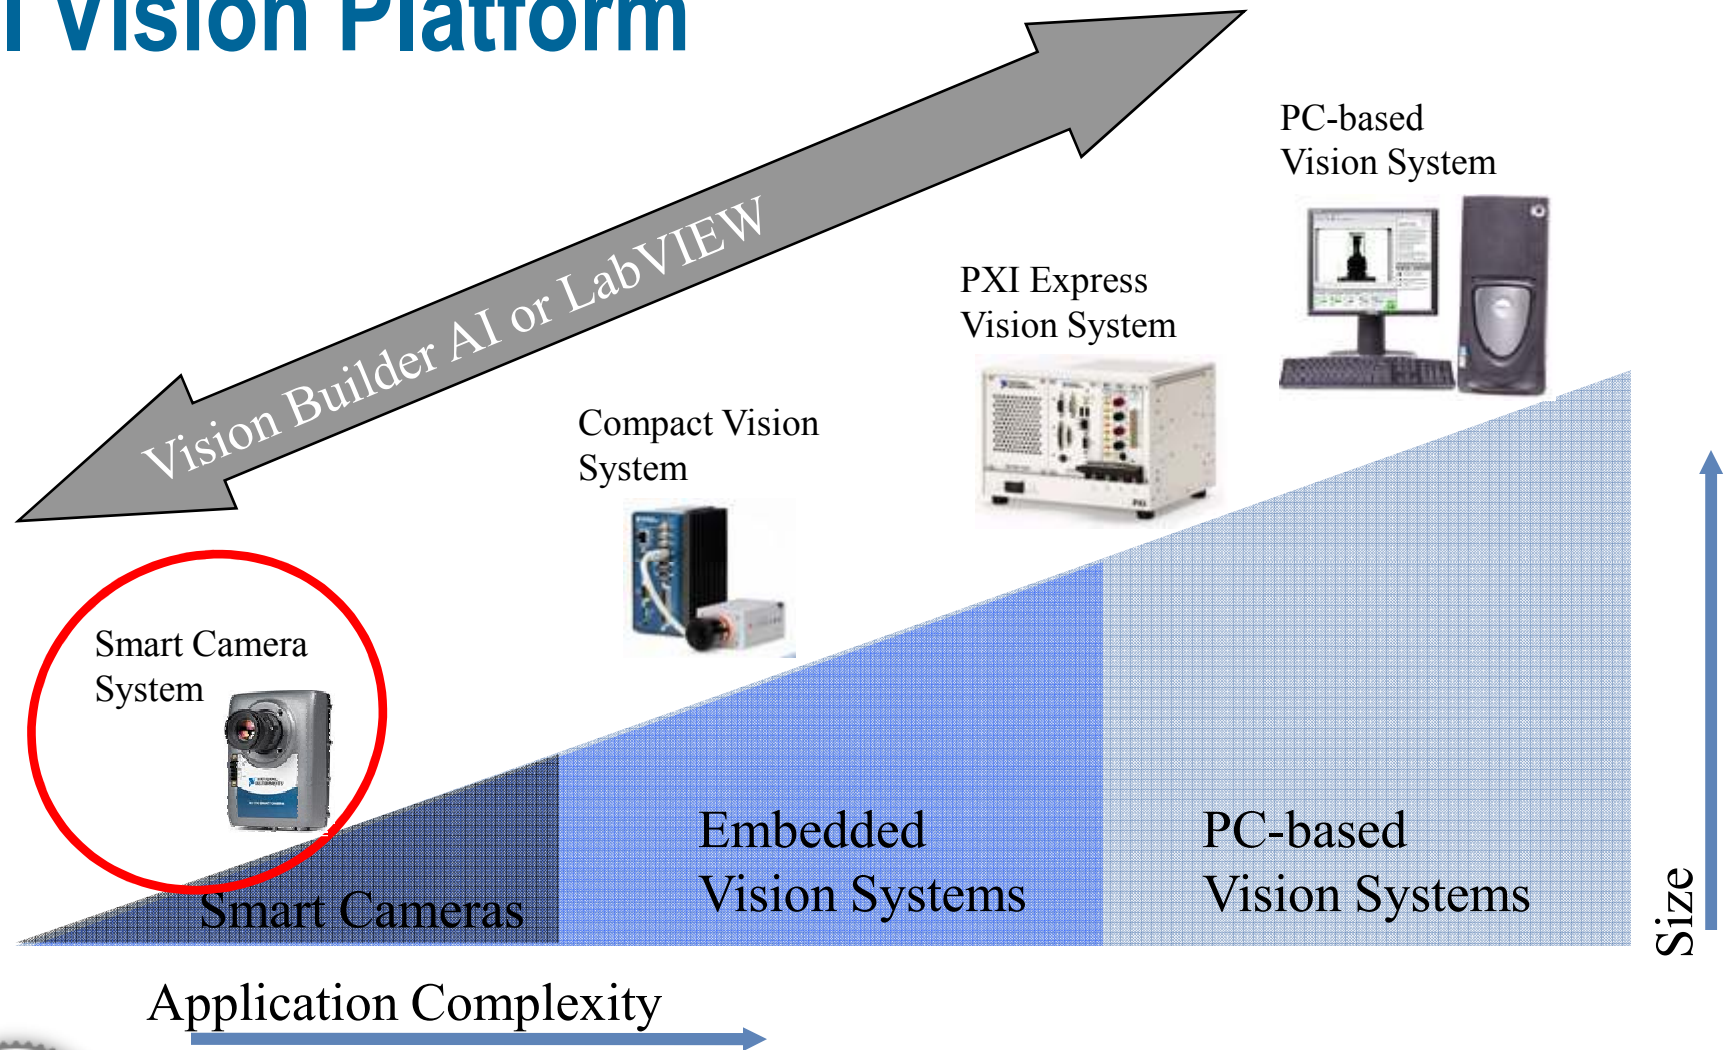 I Vision Platform
PC-based
Vision System
Vision Builder AI or LabVIEW
PXI Express
Vision System
Compact Vision
System
Smart Camera
System
Embedded
Vision Systems
PC-based
Vision Systems
Smart Cameras
Size
Application Complexity